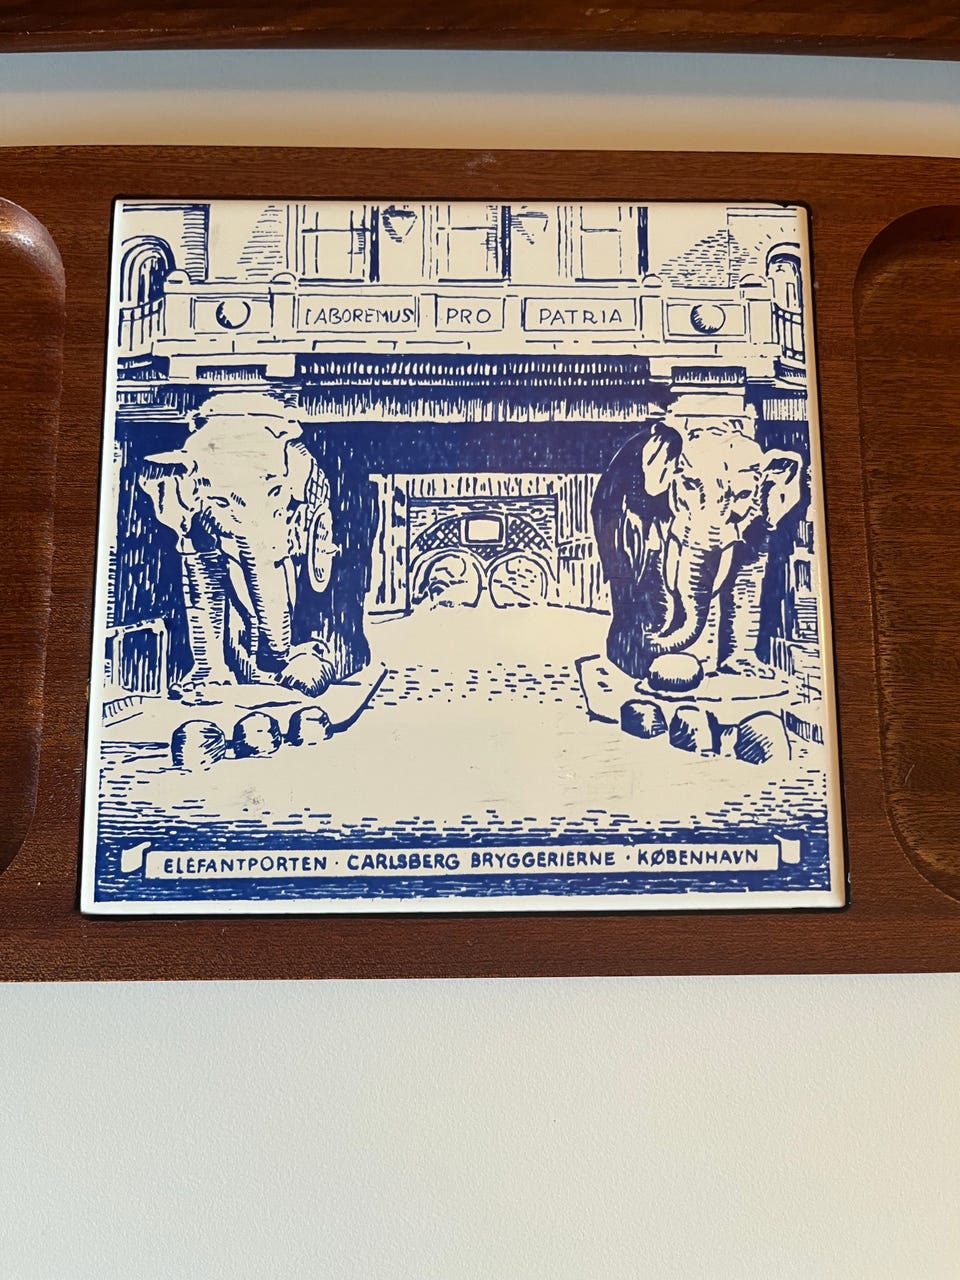 LABOREMUS PRO PATRIA
ELEFANTPORTEN · CARLSBERG BRYGGERIERNE · KØBENHAVN